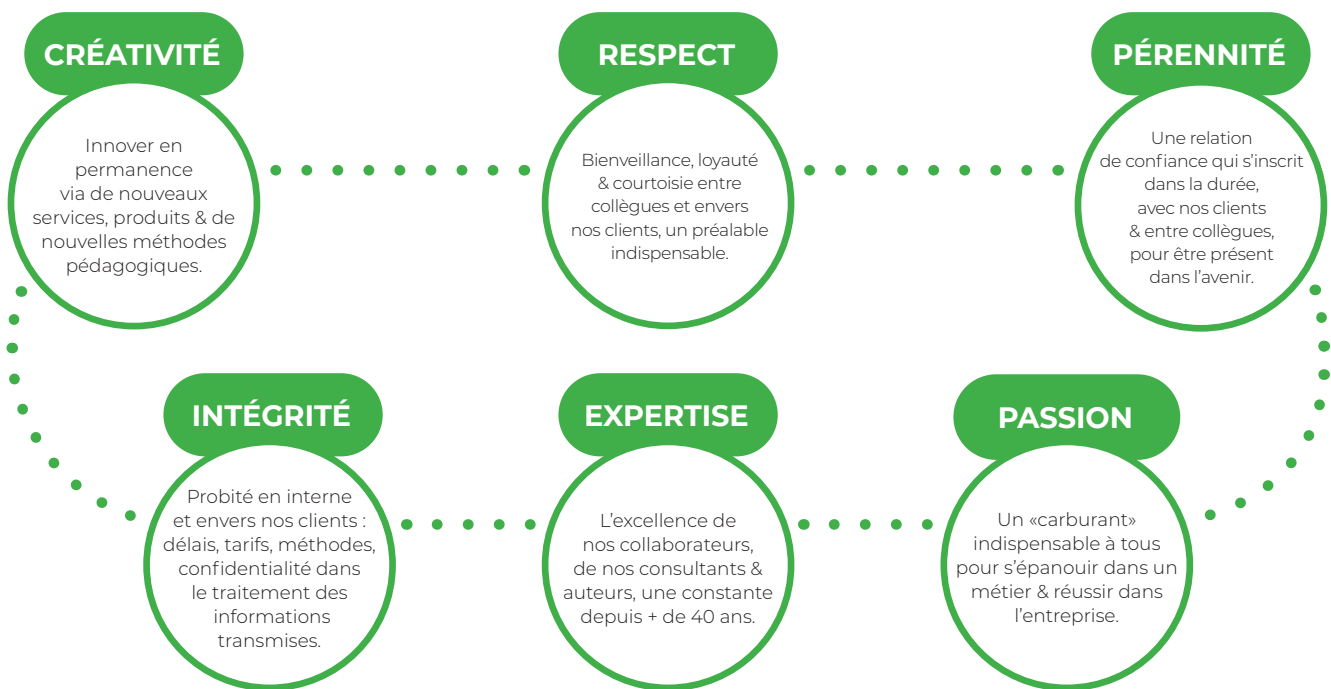 CRÉATIVITÉ
Innover en
permanence
via de nouveaux
services, produits & de
nouvelles méthodes
pédagogiques.
RESPECT
Bienveillance, loyauté
& courtoisie entre
collègues et envers
nos clients, un préalable
indispensable.
PÉRENNITÉ
Une relation
de confiance qui s’inscrit
dans la durée,
avec nos clients
& entre collègues,
pour être présent
dans l’avenir.
INTÉGRITÉ
Probité en interne
et envers nos clients :
délais, tarifs, méthodes,
confidentialité dans
le traitement des
informations
transmises.
EXPERTISE
L’excellence de
nos collaborateurs,
de nos consultants &
auteurs, une constante
depuis + de 40 ans.
PASSION
Un «carburant»
indispensable à tous
pour s’épanouir dans un
métier & réussir dans
l’entreprise.